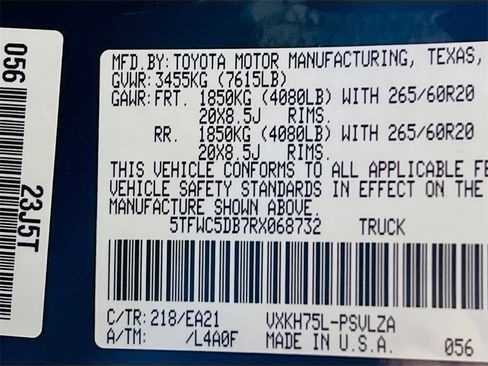 MFD.BY:TOYOTA MOTOR MANUFACTURING, TEXAS,
GVWR:3455KG (7615LB)
GAWR:FRT. 1850KG (4080LB) WITH 265/60R20
20X8.5J RIMS.
RR. 1850KG (4080LB) WITH 265/60R20
20X8.5J RIMS.
THIS VEHICLE CONFORMS TO ALL APPLICABLE FE
VEHICLE SAFETY STANDARDS IN EFFECT ON THE
MANUFACTURE SHOWN ABOVE.
5TFWC5DB7RX068732 TRUCK
C/TR:218/EA21 VXKH75L-PSVLZA
A/TM: /L4A0F MADE IN U.S.A. 056
056
23J5T